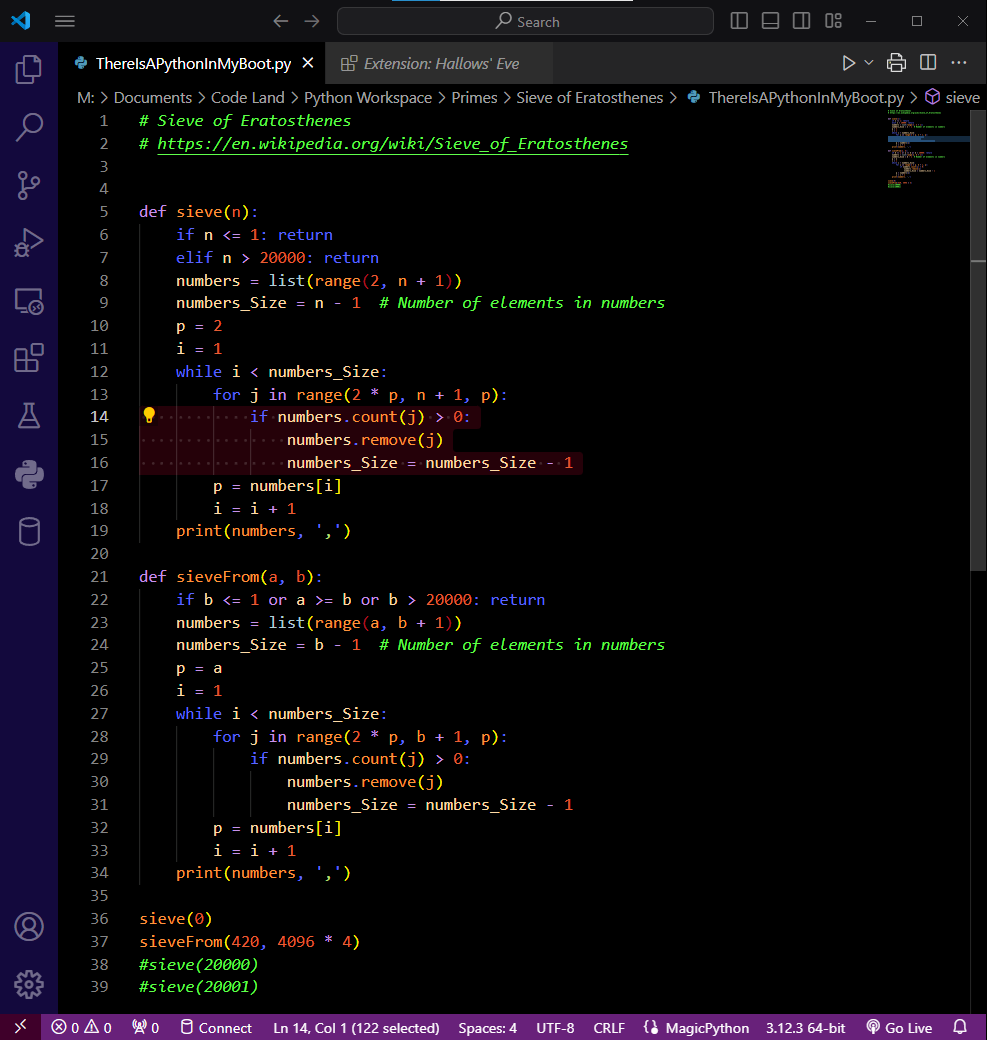 Search
ThereIsAPythonInMyBoot.py
Extension: Hallows' Eve
M: > Documents > Code Land > Python Workspace > Primes > Sieve of Eratosthenes > ThereIsAPythonInMyBoot.py > sieve
1 # Sieve of Eratosthenes
2 # https://en.wikipedia.org/wiki/Sieve_of_Eratosthenes
3
4
5 def sieve(n):
6     if n <= 1: return
7     elif n > 20000: return
8     numbers = list(range(2, n + 1))
9     numbers_Size = n - 1  # Number of elements in numbers
10     p = 2
11     i = 1
12     while i < numbers_Size:
13         for j in range(2 * p, n + 1, p):
14             if numbers.count(j) > 0:
15                 numbers.remove(j)
16                 numbers_Size = numbers_Size - 1
17         p = numbers[i]
18         i = i + 1
19     print(numbers, ',')
20
21 def sieveFrom(a, b):
22     if b <= 1 or a >= b or b > 20000: return
23     numbers = list(range(a, b + 1))
24     numbers_Size = b - 1  # Number of elements in numbers
25     p = a
26     i = 1
27     while i < numbers_Size:
28         for j in range(2 * p, b + 1, p):
29             if numbers.count(j) > 0:
30                 numbers.remove(j)
31                 numbers_Size = numbers_Size - 1
32         p = numbers[i]
33         i = i + 1
34     print(numbers, ',')
35
36 sieve(0)
37 sieveFrom(420, 4096 * 4)
38 #sieve(20000)
39 #sieve(20001)
0 0 0 Connect Ln 14, Col 1 (122 selected) Spaces: 4 UTF-8 CRLF MagicPython 3.12.3 64-bit Go Live